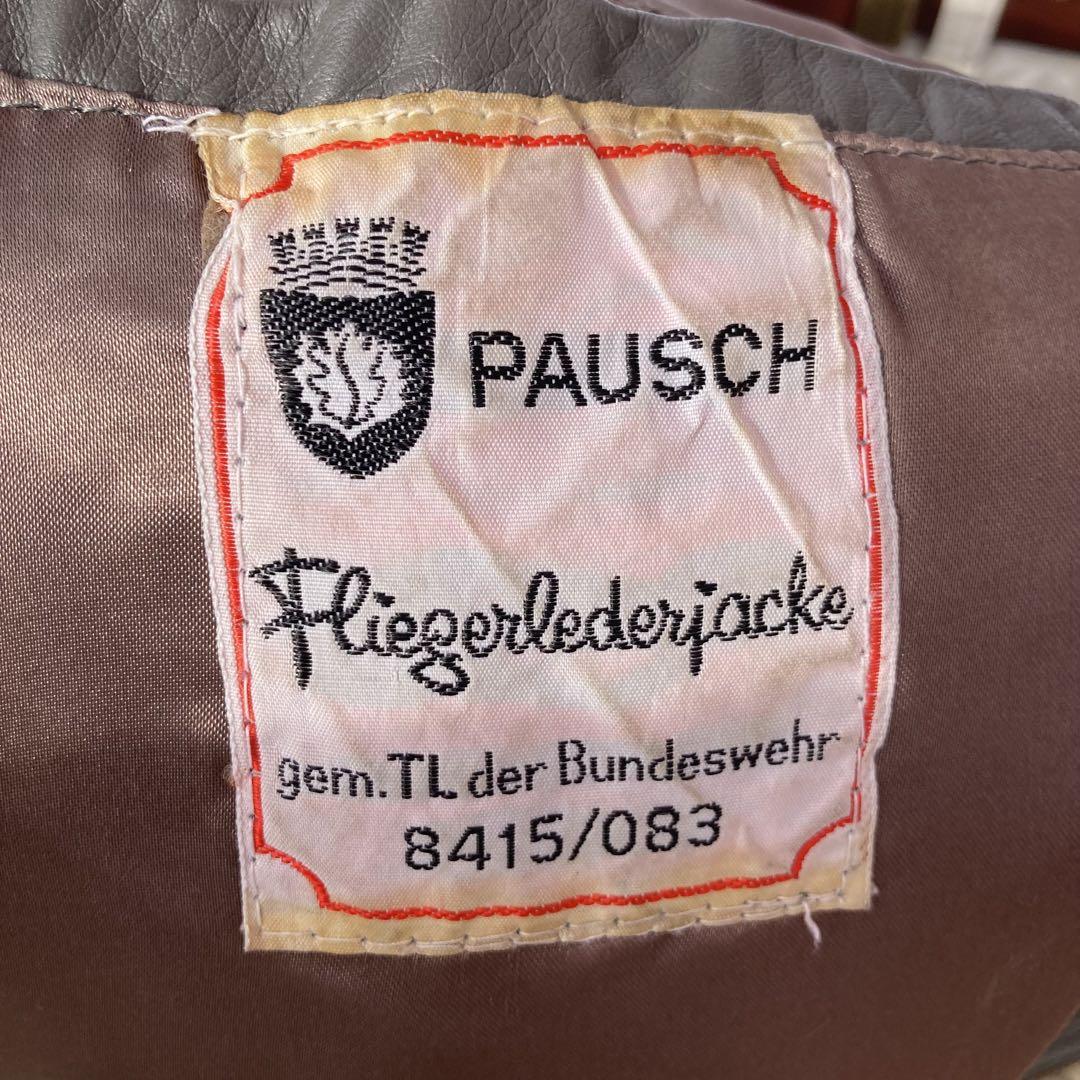 PAUSCH
Fliegerlederjacke
gem. TL der Bundeswehr
8415/083